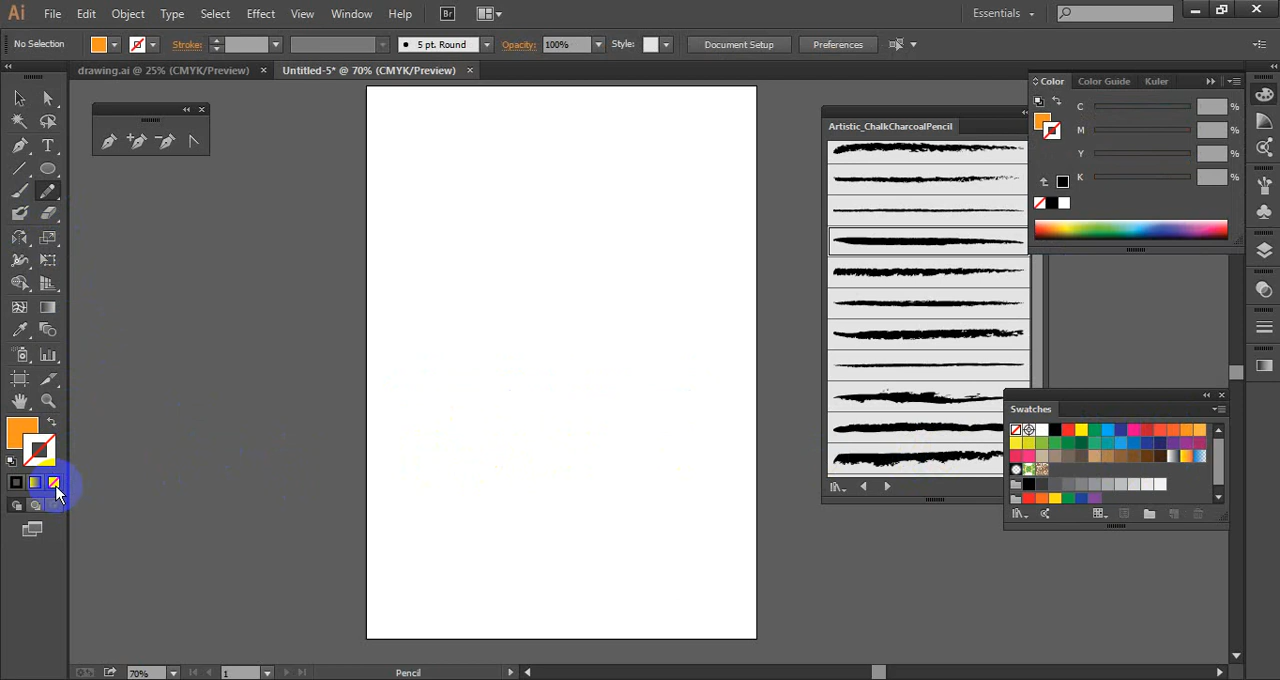 Ai File Edit Object Type Select Effect View Window Help Br Essentials
No Selection Stroke: 5 pt. Round Opacity: 100% Style: Document Setup Preferences
drawing.ai @ 25% (CMYK/Preview) Untitled-5* @ 70% (CMYK/Preview)
Color Color Guide Kuler
C %
M %
Y %
K %
Artistic_ChalkCharcoalPencil
T
Swatches
70% 1 Pencil